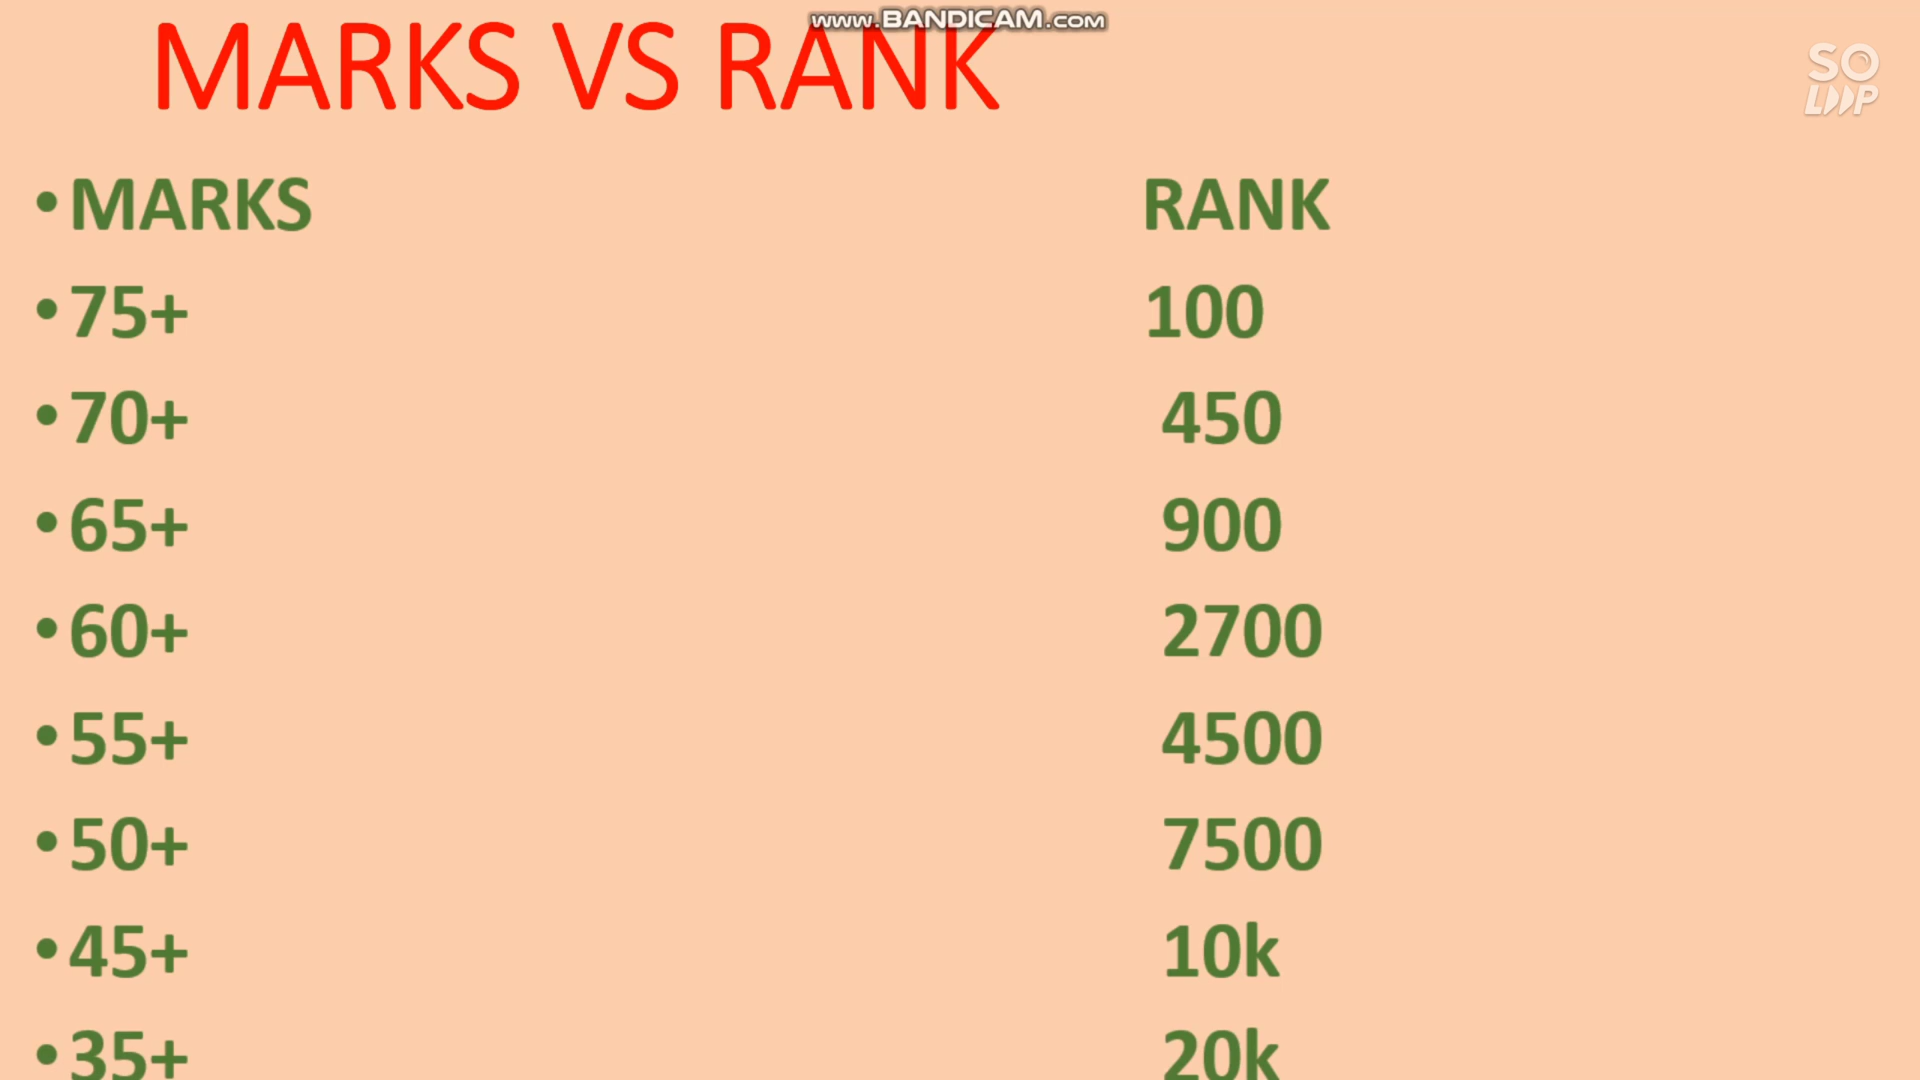 www.BANDICAM.com
MARKS VS RANK
SO
LOOP
• MARKS RANK
• 75+ 100
• 70+ 450
• 65+ 900
• 60+ 2700
• 55+ 4500
• 50+ 7500
• 45+ 10k
• 35+ 20k